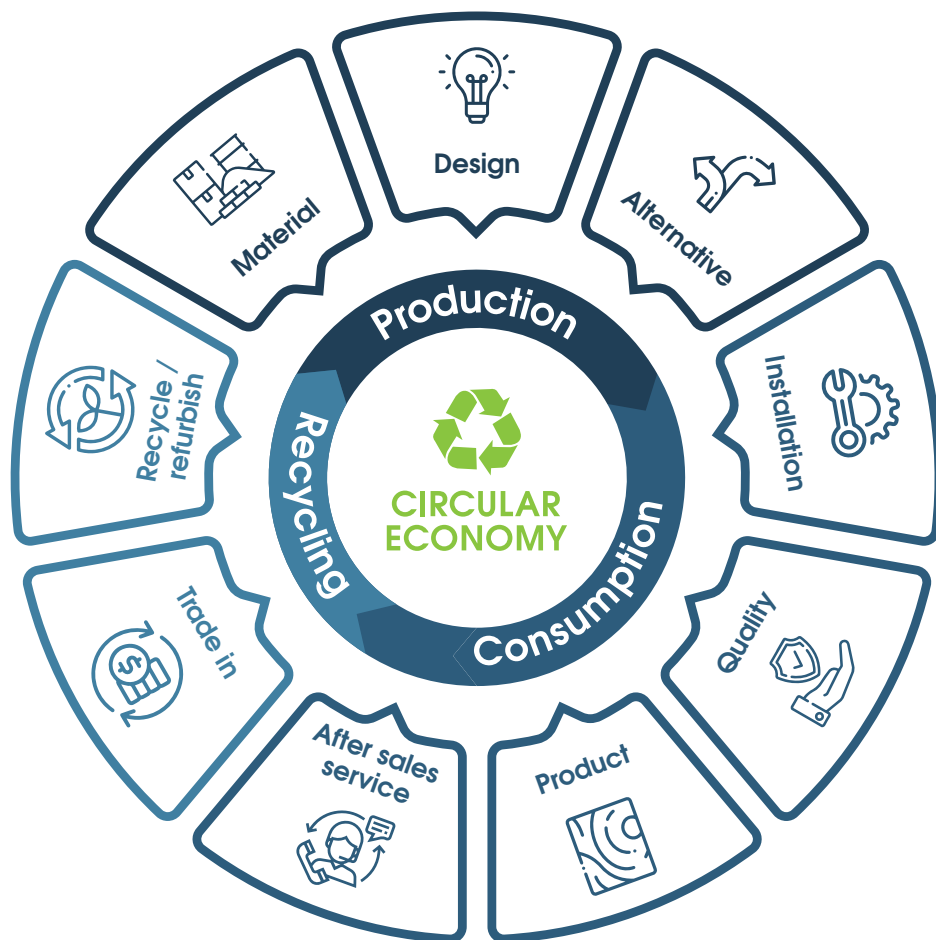 Design
Alternative
Installation
Quality
Product
After sales
service
Trade in
Recycle /
refurbish
Material
Production
Consumption
Recycling
CIRCULAR
ECONOMY